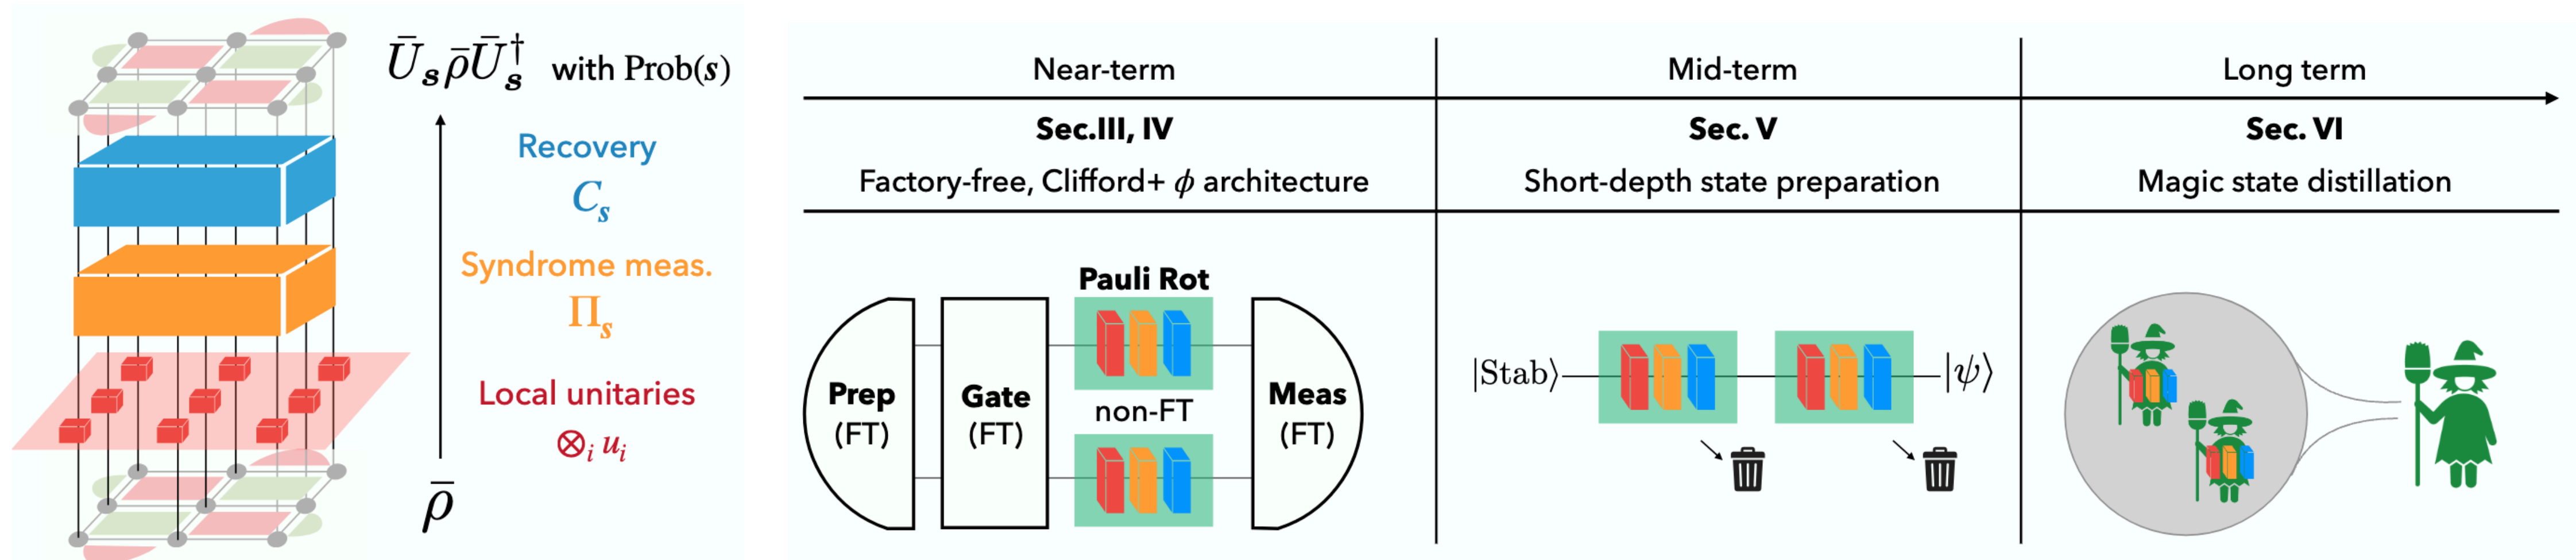 Ū_s ρ̄ Ū_s^† with Prob(s)
Recovery
C_s
Syndrome meas.
Π_s
Local unitaries
⊗_i u_i
ρ̄
Near-term
Sec.III, IV
Factory-free, Clifford+ ϕ architecture
Pauli Rot
Prep
(FT)
Gate
(FT)
non-FT
Meas
(FT)
Mid-term
Sec. V
Short-depth state preparation
|Stab⟩
|ψ⟩
Long term
Sec. VI
Magic state distillation